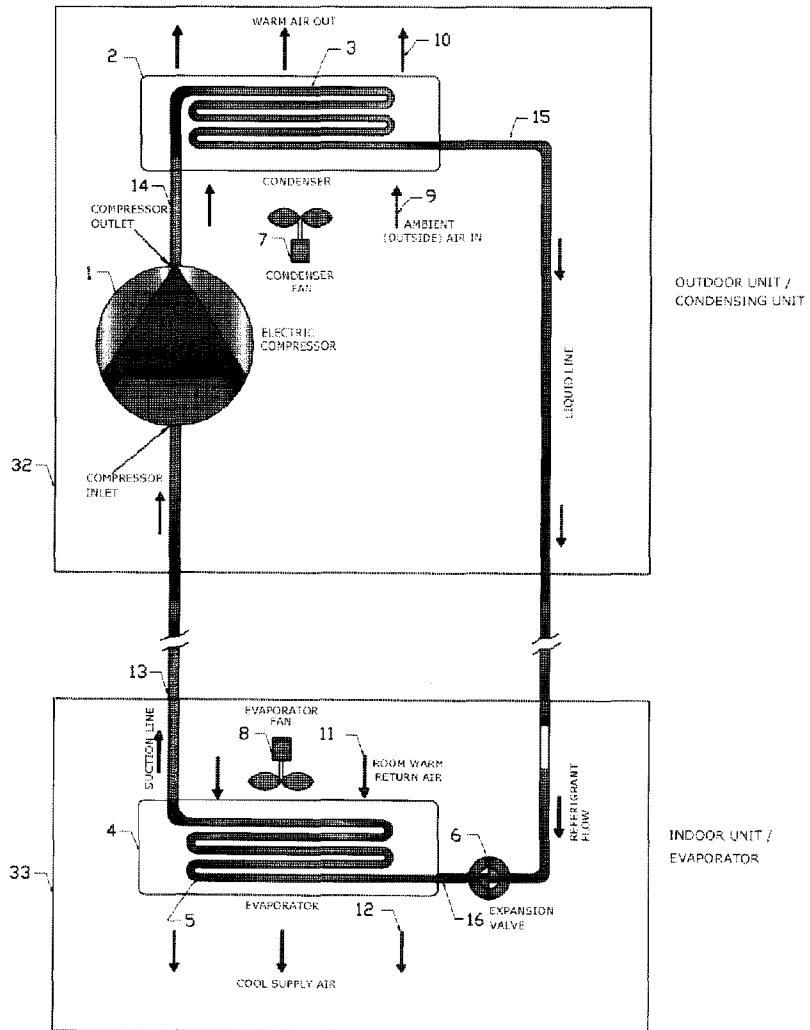 WARM AIR OUT
10
2
3
15
14
CONDENSER
9
COMPRESSOR
OUTLET
7
AMBIENT
(OUTSIDE) AIR IN
1
CONDENSER
FAN
OUTDOOR UNIT /
CONDENSING UNIT
ELECTRIC
COMPRESSOR
LIQUID LINE
32
COMPRESSOR
INLET
13
EVAPORATOR
FAN
8
11
SUCTION LINE
ROOM WARM
RETURN AIR
REFERIGRANT
FLOW
4
6
INDOOR UNIT /
EVAPORATOR
33
5
EVAPORATOR
12
16
EXPANSION
VALVE
COOL SUPPLY AIR